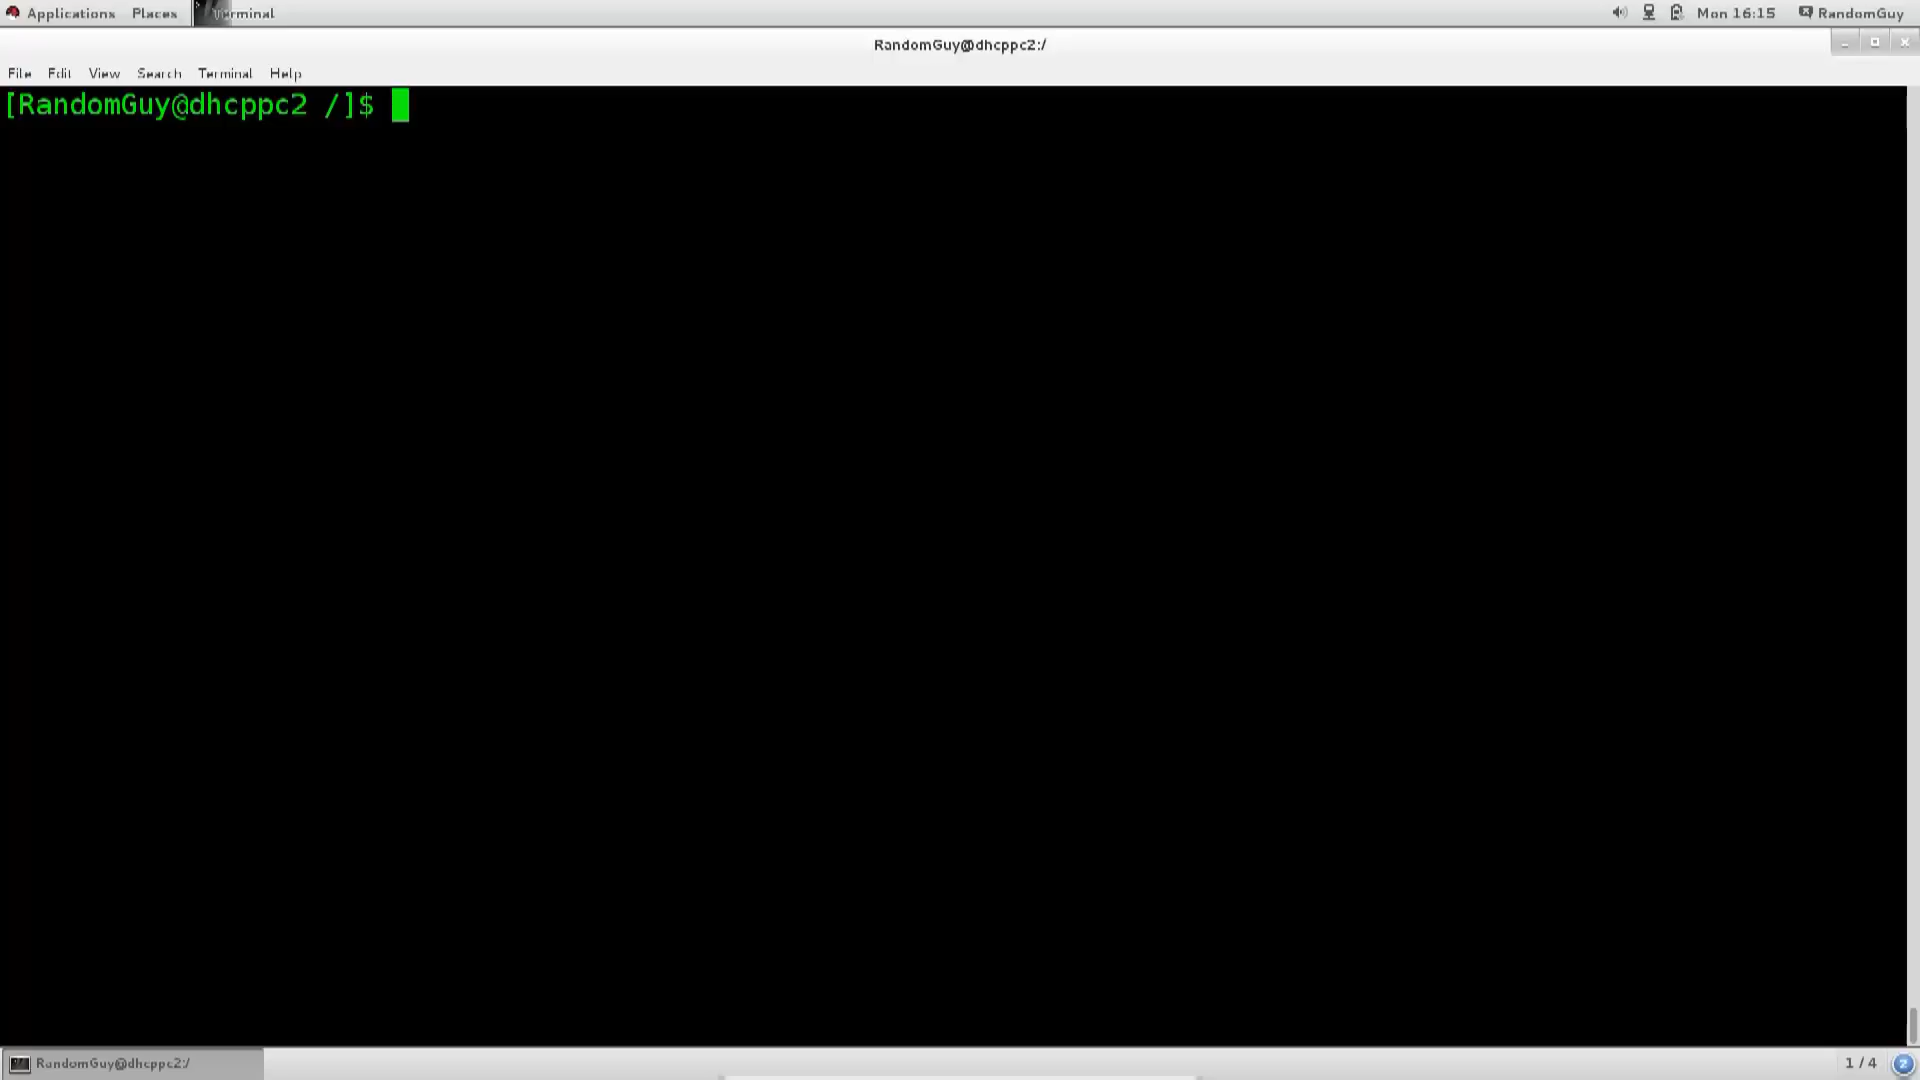 Applications Places Terminal Mon 16:15 RandomGuy
RandomGuy@dhcppc2:/
File Edit View Search Terminal Help
[RandomGuy@dhcppc2 /]$
RandomGuy@dhcppc2:/ 1 / 4 2